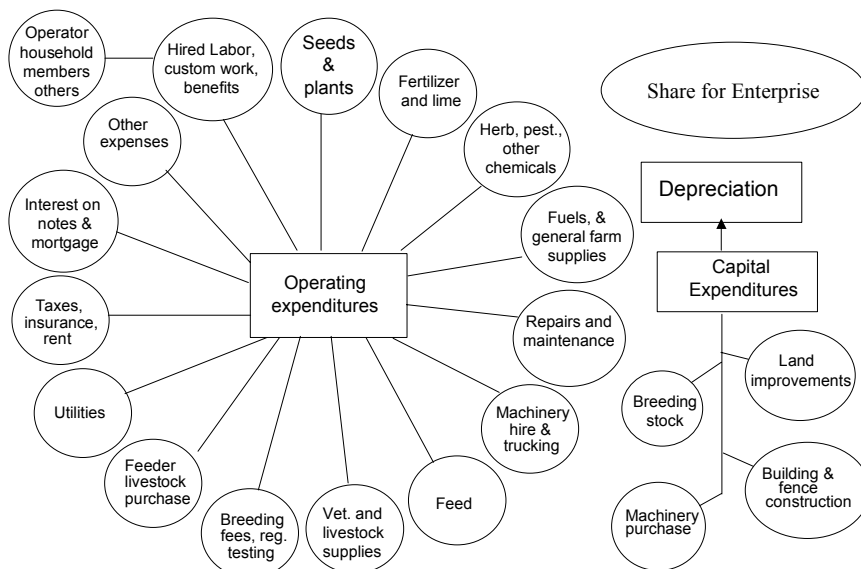 Operator
household
members
others
Hired Labor,
custom work,
benefits
Seeds
&
plants
Fertilizer
and lime
Share for Enterprise
Other
expenses
Herb, pest.,
other
chemicals
Depreciation
Interest on
notes &
mortgage
Fuels, &
general farm
supplies
Operating
expenditures
Capital
Expenditures
Taxes,
insurance,
rent
Repairs and
maintenance
Land
improvements
Breeding
stock
Utilities
Machinery
hire &
trucking
Feeder
livestock
purchase
Feed
Building &
fence
construction
Breeding
fees, reg.
testing
Vet. and
livestock
supplies
Machinery
purchase